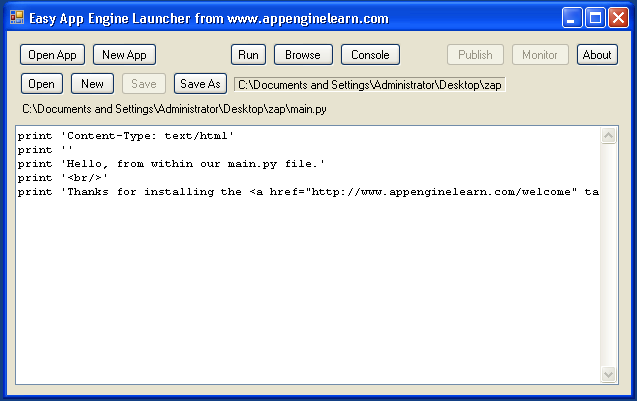 Easy App Engine Launcher from www.appenginelearn.com
Open App New App Run Browse Console Publish Monitor About
Open New Save Save As C:\Documents and Settings\Administrator\Desktop\zap
C:\Documents and Settings\Administrator\Desktop\zap\main.py
print 'Content-Type: text/html'
print ''
print 'Hello, from within our main.py file.'
print '<br/>'
print 'Thanks for installing the <a href="http://www.appenginelearn.com/welcome" ta